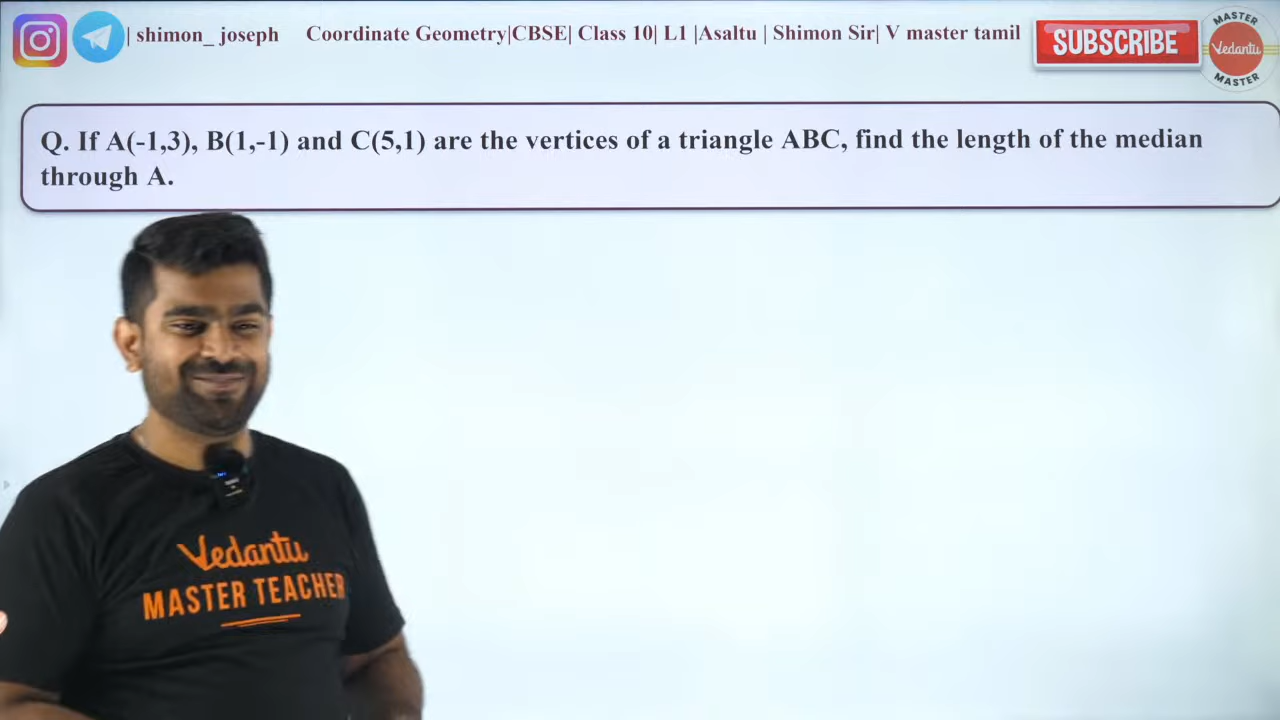 | shimon_ joseph Coordinate Geometry|CBSE| Class 10| L1 |Asaltu | Shimon Sir| V master tamil
SUBSCRIBE
MASTER
Vedantu
MASTER
Q. If A(-1,3), B(1,-1) and C(5,1) are the vertices of a triangle ABC, find the length of the median
through A.
Vedantu
MASTER TEACHER